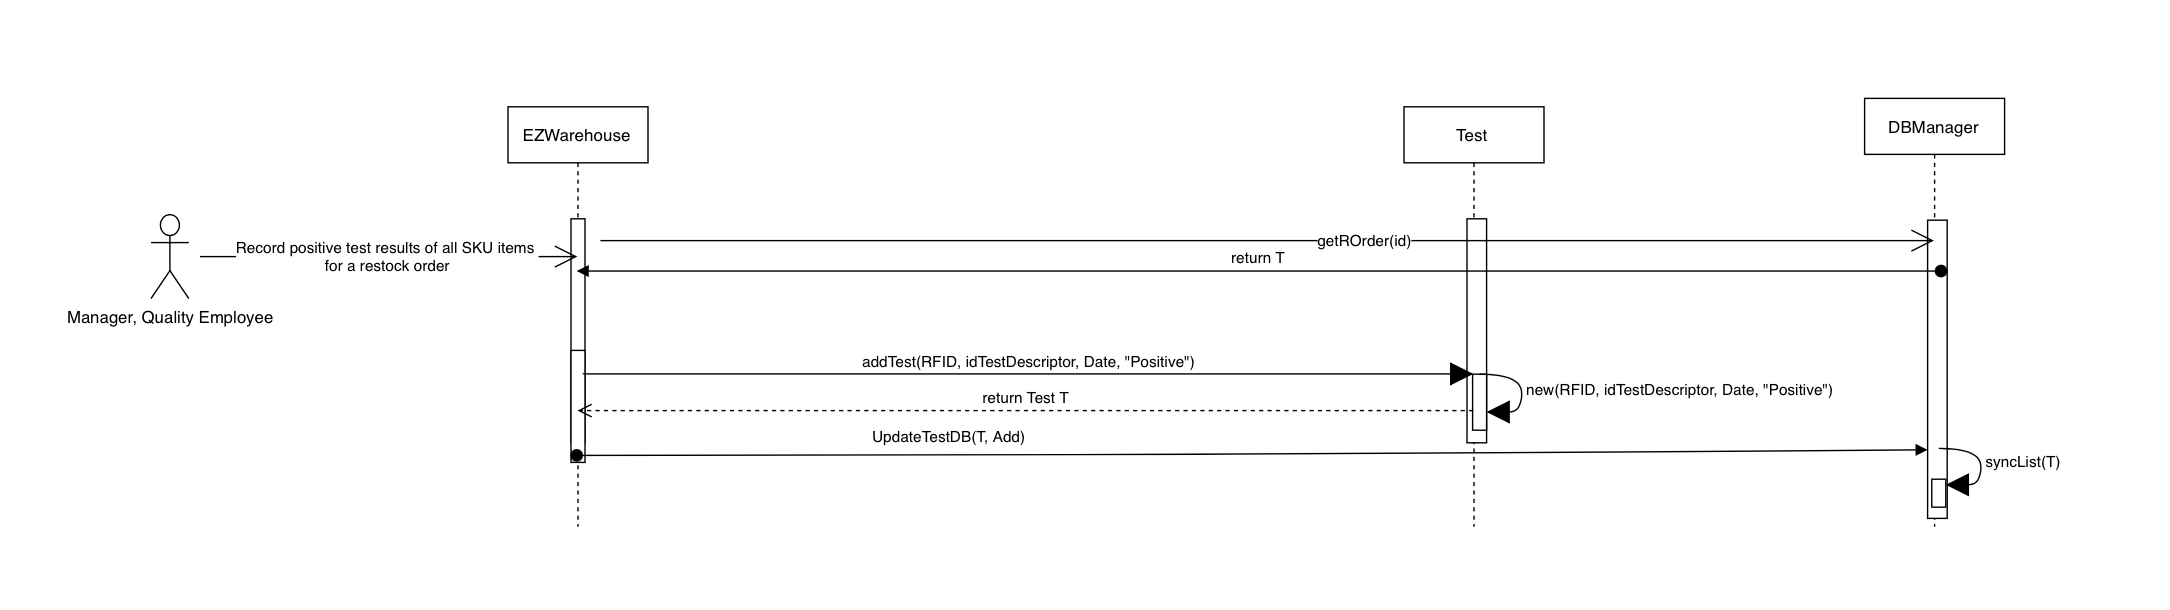 EZWarehouse
Test
DBManager
Record positive test results of all SKU items
for a restock order
getROrder(id)
return T
Manager, Quality Employee
addTest(RFID, idTestDescriptor, Date, "Positive")
new(RFID, idTestDescriptor, Date, "Positive")
return Test T
UpdateTestDB(T, Add)
syncList(T)